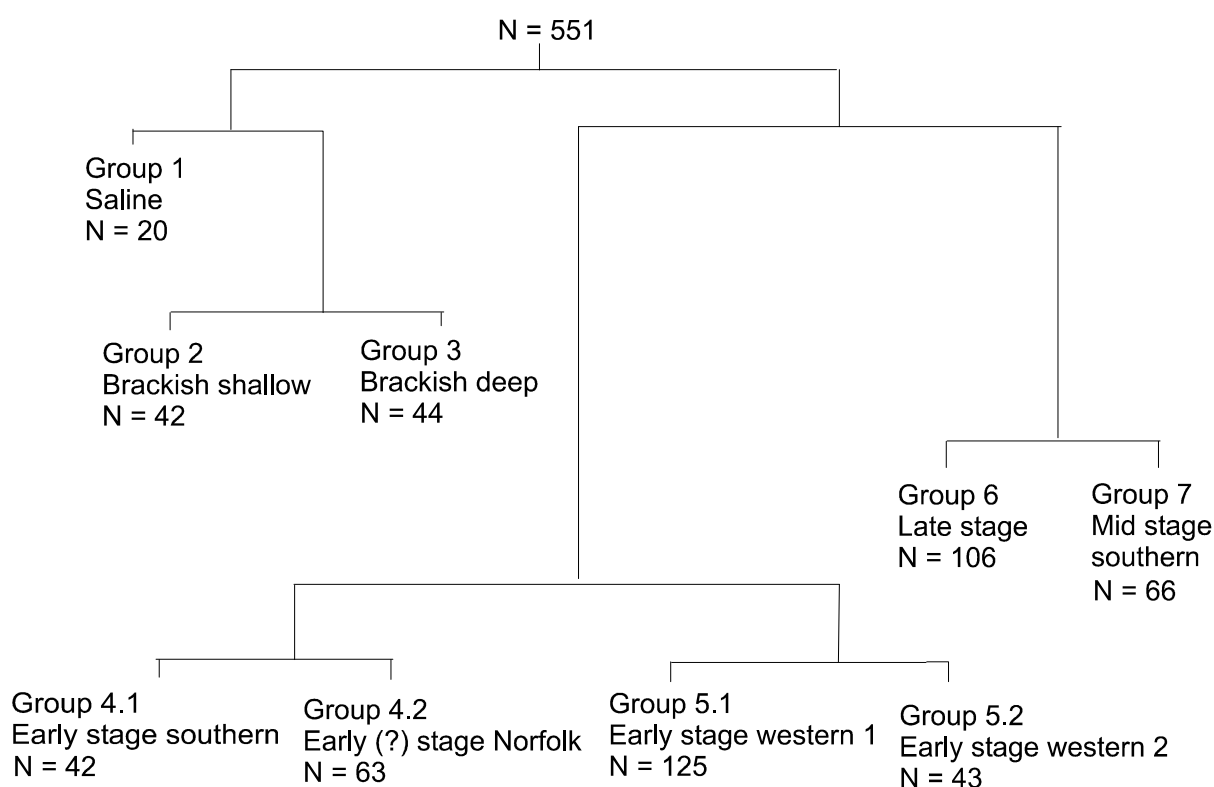 N = 551
Group 1
Saline
N = 20
Group 2
Brackish shallow
N = 42
Group 3
Brackish deep
N = 44
Group 6
Late stage
N = 106
Group 7
Mid stage
southern
N = 66
Group 4.1
Early stage southern
N = 42
Group 4.2
Early (?) stage Norfolk
N = 63
Group 5.1
Early stage western 1
N = 125
Group 5.2
Early stage western 2
N = 43